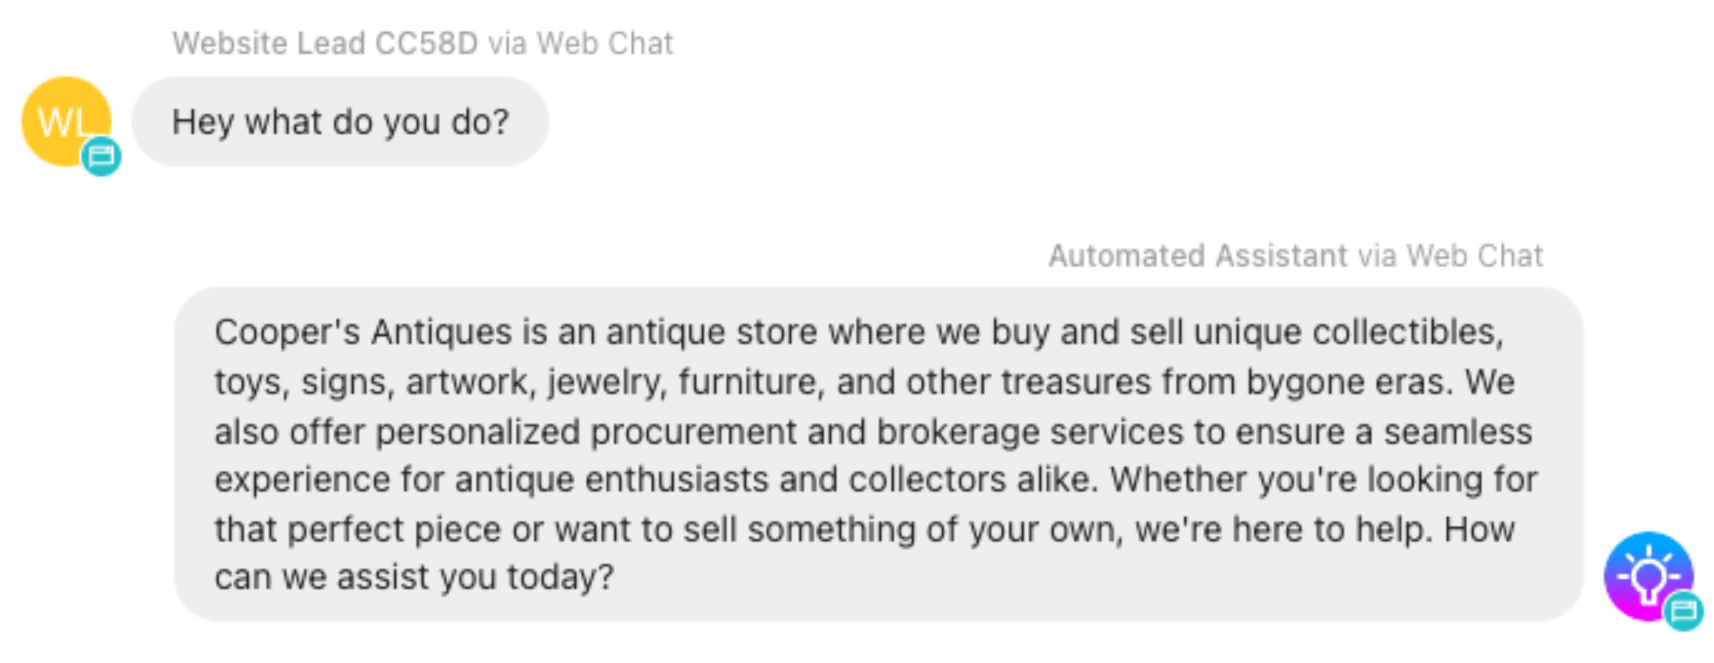 Website Lead CC58D via Web Chat
WL
Hey what do you do?
Automated Assistant via Web Chat
Cooper's Antiques is an antique store where we buy and sell unique collectibles,
toys, signs, artwork, jewelry, furniture, and other treasures from bygone eras. We
also offer personalized procurement and brokerage services to ensure a seamless
experience for antique enthusiasts and collectors alike. Whether you're looking for
that perfect piece or want to sell something of your own, we're here to help. How
can we assist you today?